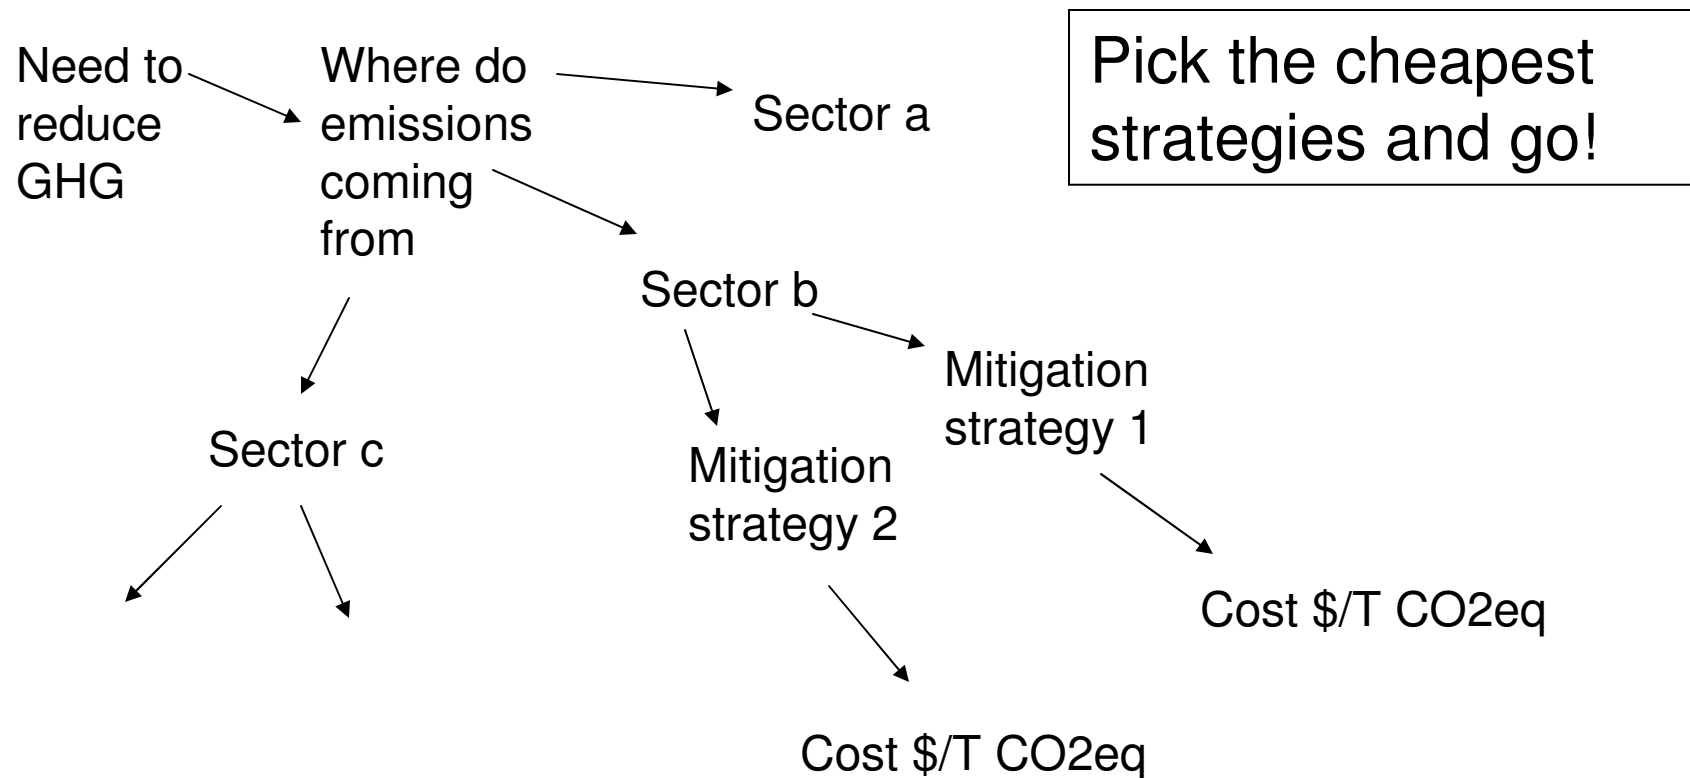 Need to
reduce
GHG
Where do
emissions
coming
from
Sector a
Pick the cheapest
strategies and go!
Sector b
Mitigation
strategy 1
Sector c
Mitigation
strategy 2
Cost $/T CO2eq
Cost $/T CO2eq